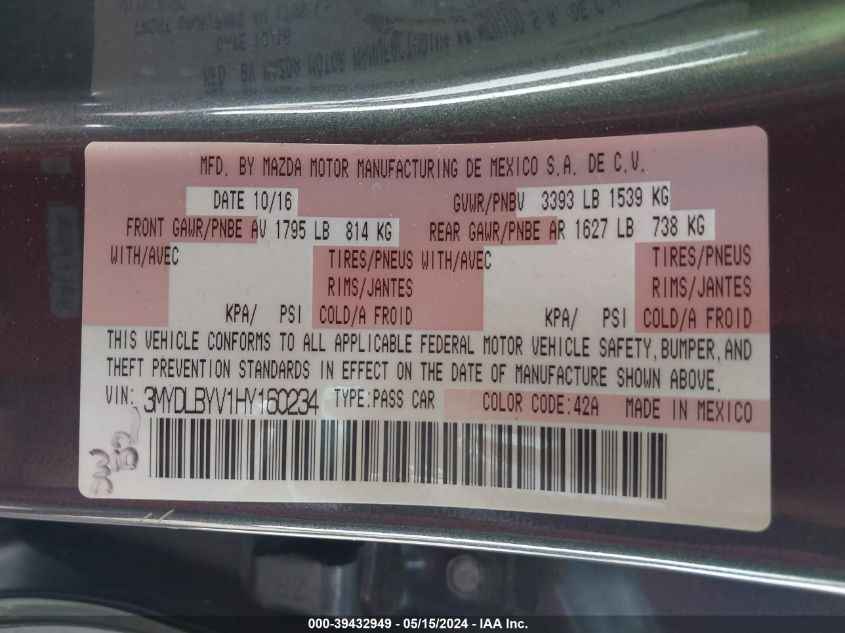 MFD. BY MAZDA MOTOR MANUFACTURING DE MEXICO S.A. DE C.V.
DATE 10/16 GVWR/PNBV 3393 LB 1539 KG
FRONT GAWR/PNBE AV 1795 LB 814 KG REAR GAWR/PNBE AR 1627 LB 738 KG
WITH/AVEC TIRES/PNEUS WITH/AVEC TIRES/PNEUS
RIMS/JANTES RIMS/JANTES
KPA/ PSI COLD/A FROID KPA/ PSI COLD/A FROID
THIS VEHICLE CONFORMS TO ALL APPLICABLE FEDERAL MOTOR VEHICLE SAFETY, BUMPER, AND
THEFT PREVENTION STANDARDS IN EFFECT ON THE DATE OF MANUFACTURE SHOWN ABOVE.
VIN: 3MYDLBYV1HY160234 TYPE:PASS CAR COLOR CODE:42A MADE IN MEXICO
000-39432949 - 05/15/2024 - IAA Inc.